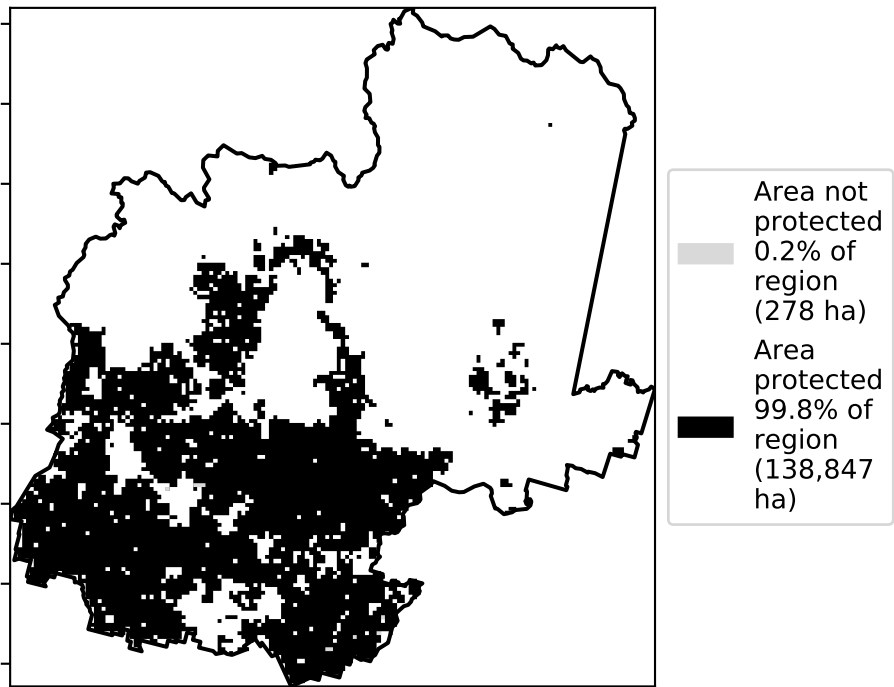 Area not
protected
0.2% of
region
(278 ha)
Area
protected
99.8% of
region
(138,847
ha)